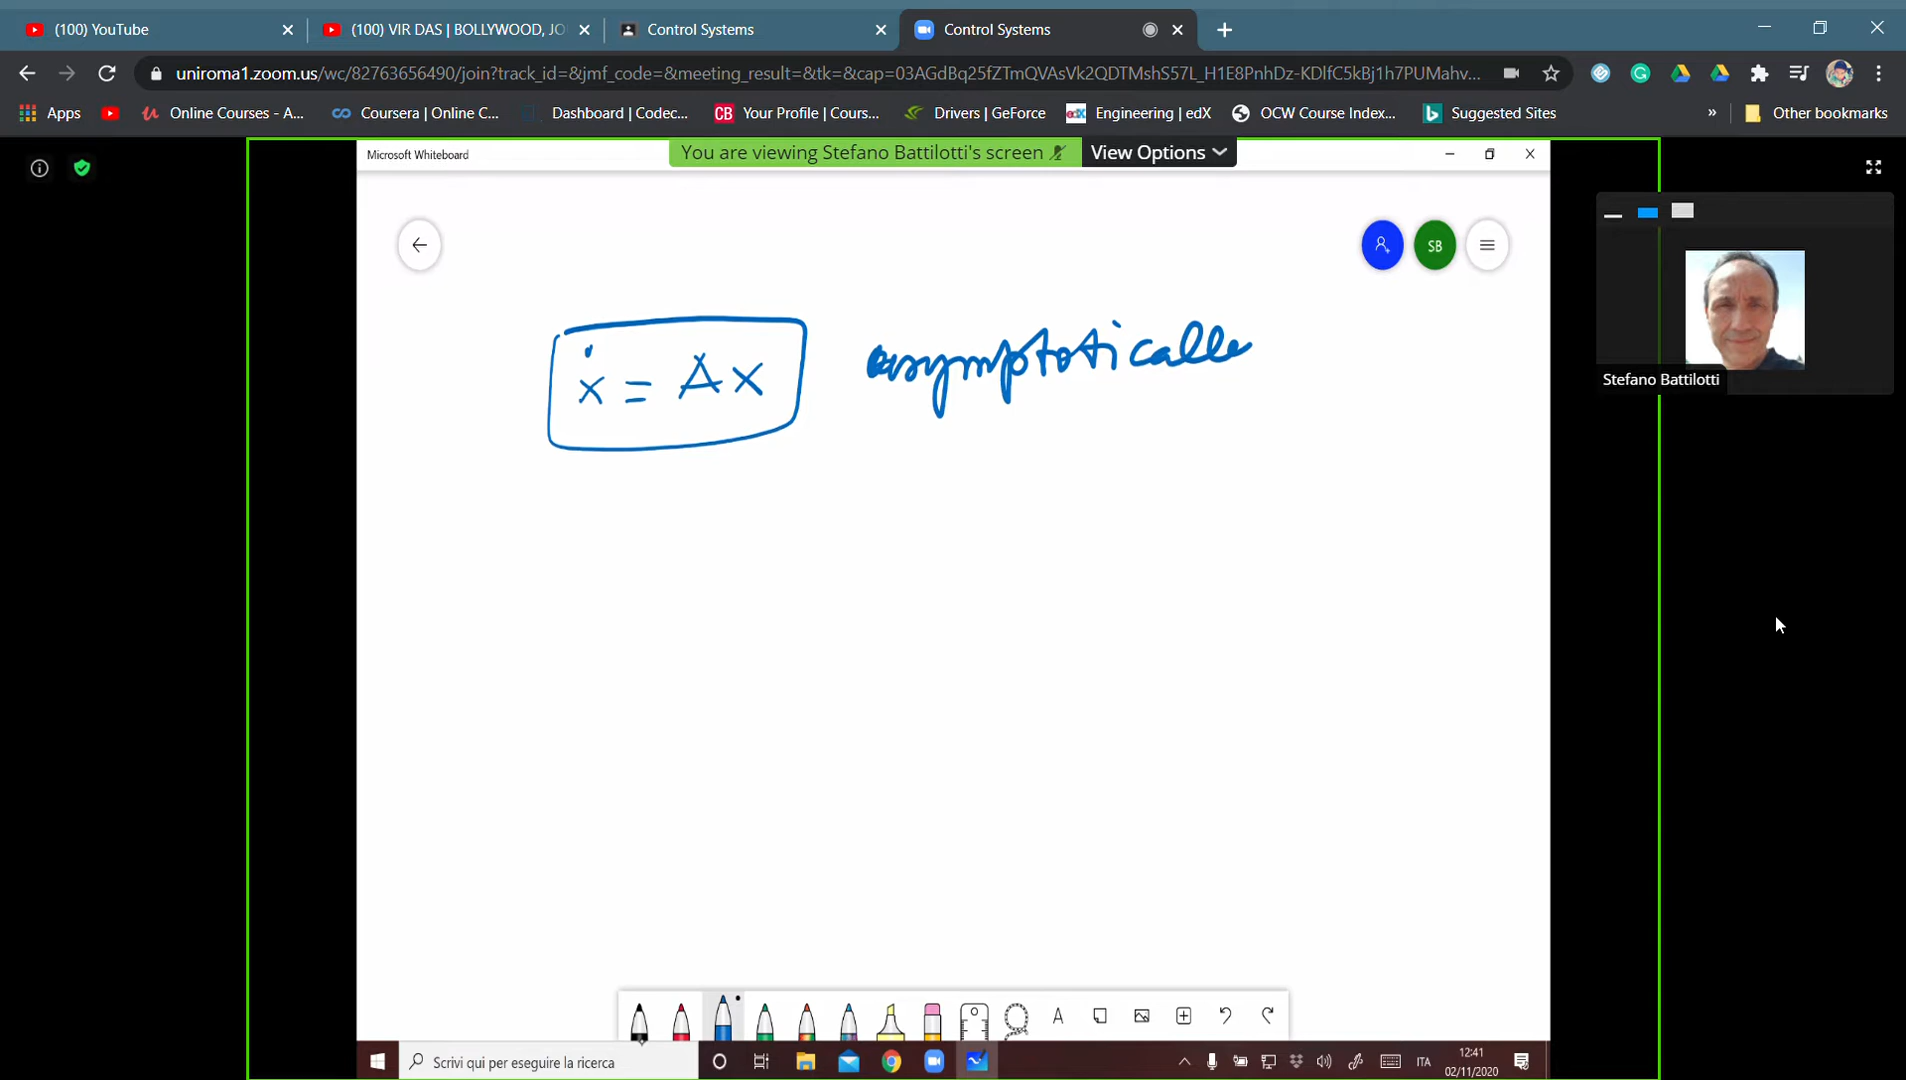 (100) YouTube
(100) VIR DAS | BOLLYWOOD, JO
Control Systems
Control Systems
uniroma1.zoom.us/wc/82763656490/join?track_id=&jmf_code=&meeting_result=&tk=&cap=03AGdBq25fZTmQVAsVk2QDTMshS57L_H1E8PnhDz-KDlfC5kBj1h7PUMahv...
Apps
Online Courses - A...
Coursera | Online C...
Dashboard | Codec...
CB Your Profile | Cours...
Drivers | GeForce
edX Engineering | edX
OCW Course Index...
Suggested Sites
»
Other bookmarks
Microsoft Whiteboard
You are viewing Stefano Battilotti's screen
View Options
SB
ẋ = Ax
asymptotically
Stefano Battilotti
A
Scrivi qui per eseguire la ricerca
ITA
12:41
02/11/2020